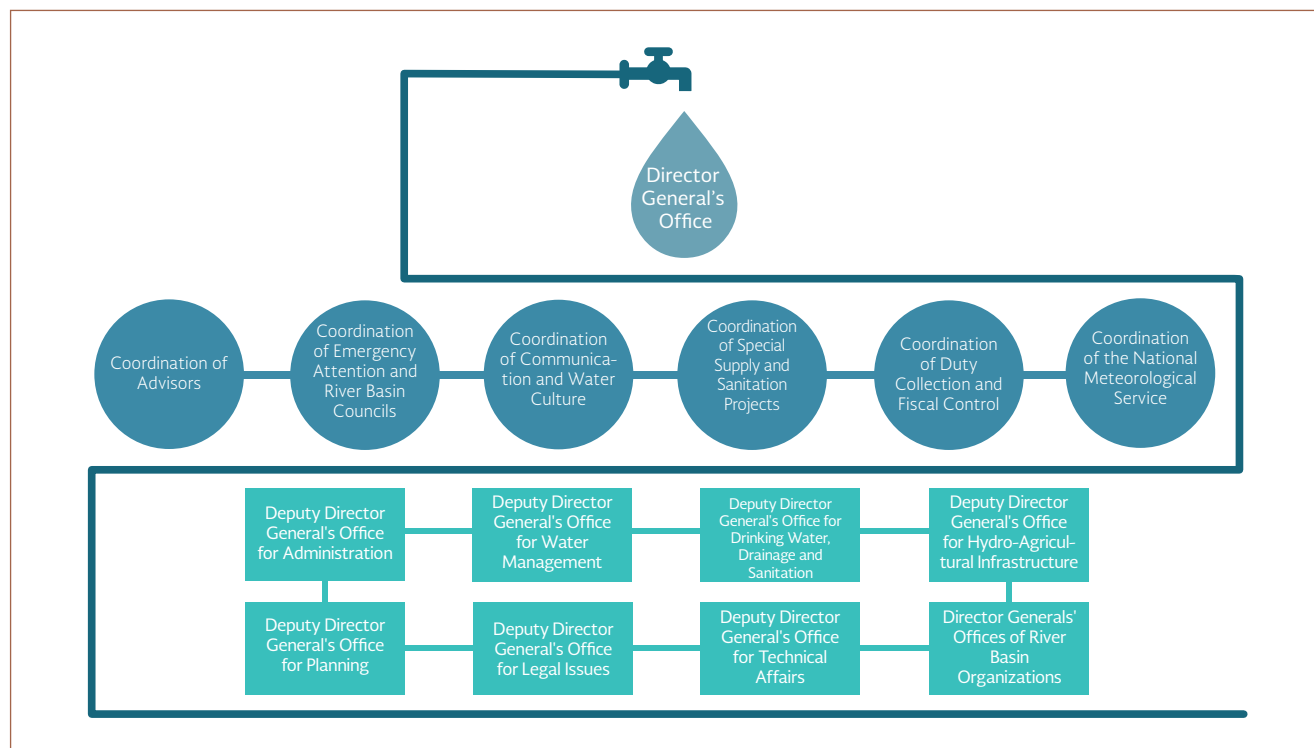 Director
General's
Office
Coordination of
Advisors
Coordination
of Emergency
Attention and
River Basin
Councils
Coordination
of Communica-
tion and Water
Culture
Coordination
of Special
Supply and
Sanitation
Projects
Coordination
of Duty
Collection and
Fiscal Control
Coordination
of the National
Meteorological
Service
Deputy Director
General's Office
for Administration
Deputy Director
General's Office
for Water
Management
Deputy Director
General's Office for
Drinking Water,
Drainage and
Sanitation
Deputy Director
General's Office
for Hydro-Agricul-
tural Infrastructure
Deputy Director
General's Office
for Planning
Deputy Director
General's Office
for Legal Issues
Deputy Director
General's Office
for Technical
Affairs
Director Generals'
Offices of River
Basin
Organizations